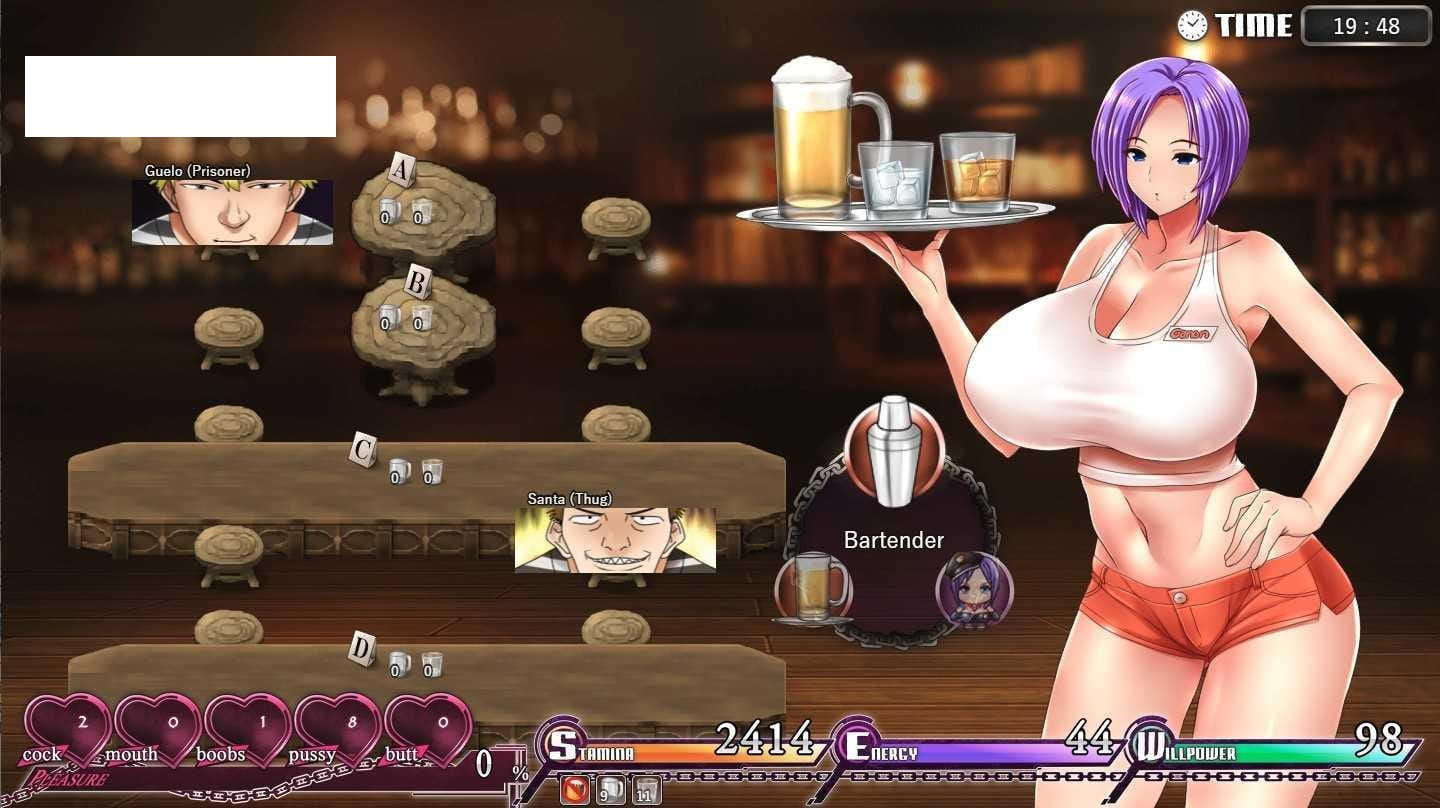 TIME 19:48
Guelo (Prisoner)
A
0 0
B
0 0
C
0 0
Santa (Thug)
Bartender
D
0 0
2 0 1 8 0
cock mouth boobs pussy butt
PLEASURE
0 %
STAMINA 2414
ENERGY 44
WILLPOWER 98
9 11